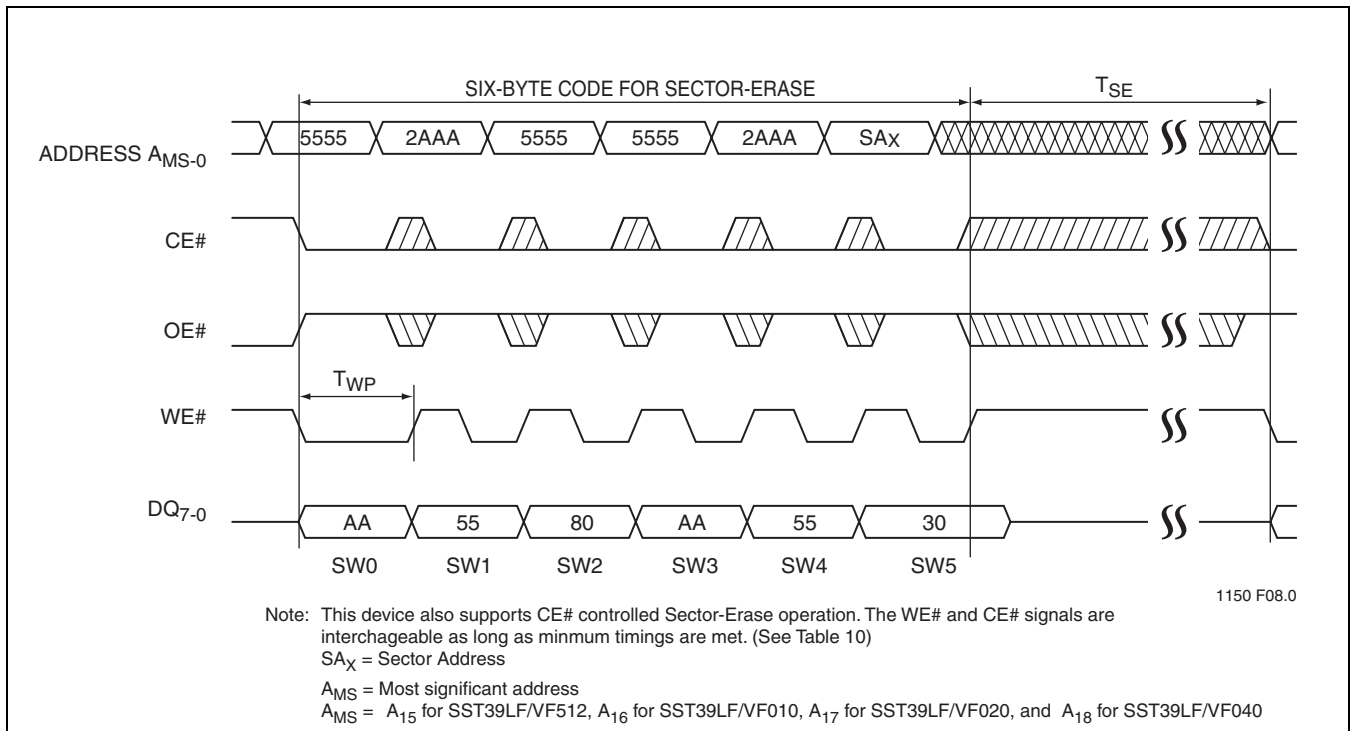 SIX-BYTE CODE FOR SECTOR-ERASE
TSE
ADDRESS AMS-0
5555 2AAA 5555 5555 2AAA SAX
CE#
OE#
TWP
WE#
DQ7-0
AA 55 80 AA 55 30
SW0 SW1 SW2 SW3 SW4 SW5
1150 F08.0
Note: This device also supports CE# controlled Sector-Erase operation. The WE# and CE# signals are
interchageable as long as minmum timings are met. (See Table 10)
SAX = Sector Address
AMS = Most significant address
AMS = A15 for SST39LF/VF512, A16 for SST39LF/VF010, A17 for SST39LF/VF020, and A18 for SST39LF/VF040